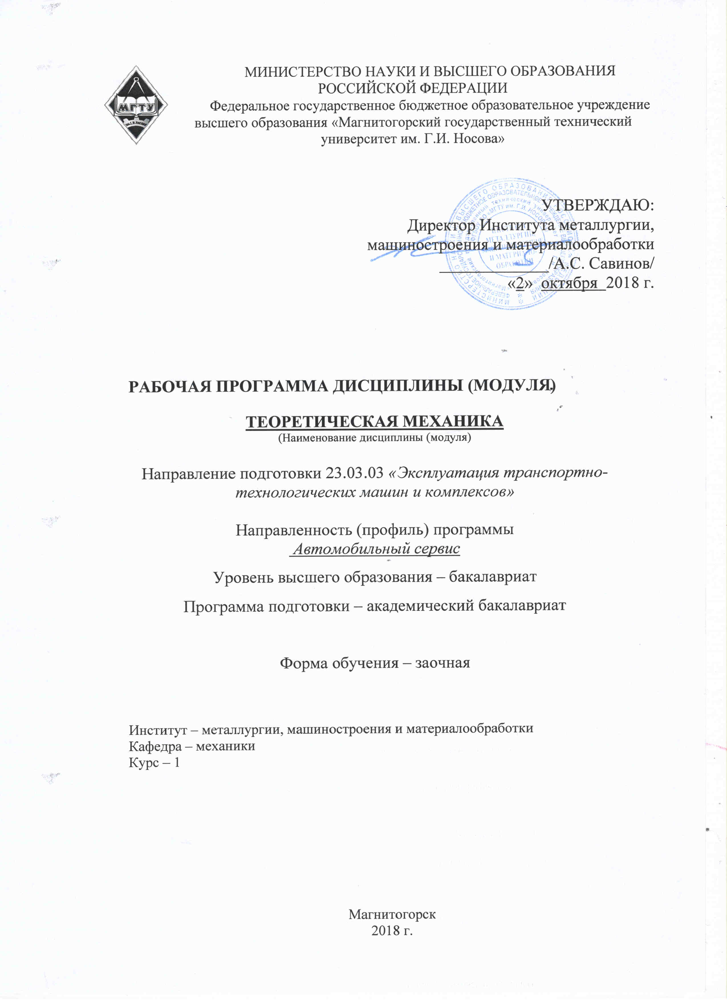 МИНИСТЕРСТВО НАУКИ И ВЫСШЕГО ОБРАЗОВАНИЯ
РОССИЙСКОЙ ФЕДЕРАЦИИ
Федеральное государственное бюджетное образовательное учреждение
высшего образования «Магнитогорский государственный технический
университет им. Г.И. Носова»
МГТУ
УТВЕРЖДАЮ:
Директор Института металлургии,
машиностроения и материалообработки
/А.С. Савинов/
«2» октября 2018 г.
РАБОЧАЯ ПРОГРАММА ДИСЦИПЛИНЫ (МОДУЛЯ)
ТЕОРЕТИЧЕСКАЯ МЕХАНИКА
(Наименование дисциплины (модуля)
Направление подготовки 23.03.03 «Эксплуатация транспортно-
технологических машин и комплексов»
Направленность (профиль) программы
Автомобильный сервис
Уровень высшего образования – бакалавриат
Программа подготовки – академический бакалавриат
Форма обучения – заочная
Институт – металлургии, машиностроения и материалообработки
Кафедра – механики
Курс – 1
Магнитогорск
2018 г.